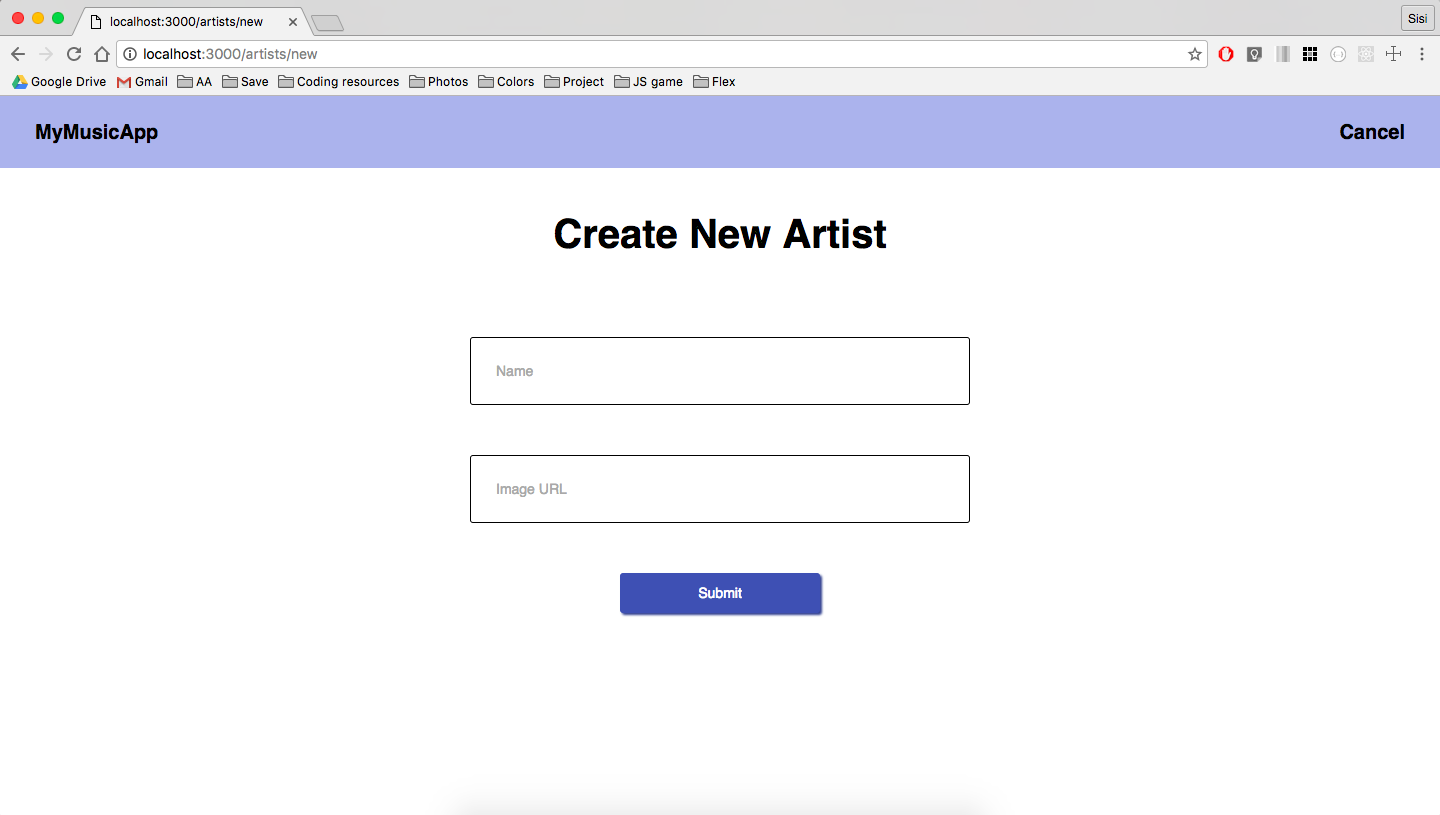 localhost:3000/artists/new
Sisi
localhost:3000/artists/new
Google Drive Gmail AA Save Coding resources Photos Colors Project JS game Flex
MyMusicApp Cancel
Create New Artist
Name
Image URL
Submit